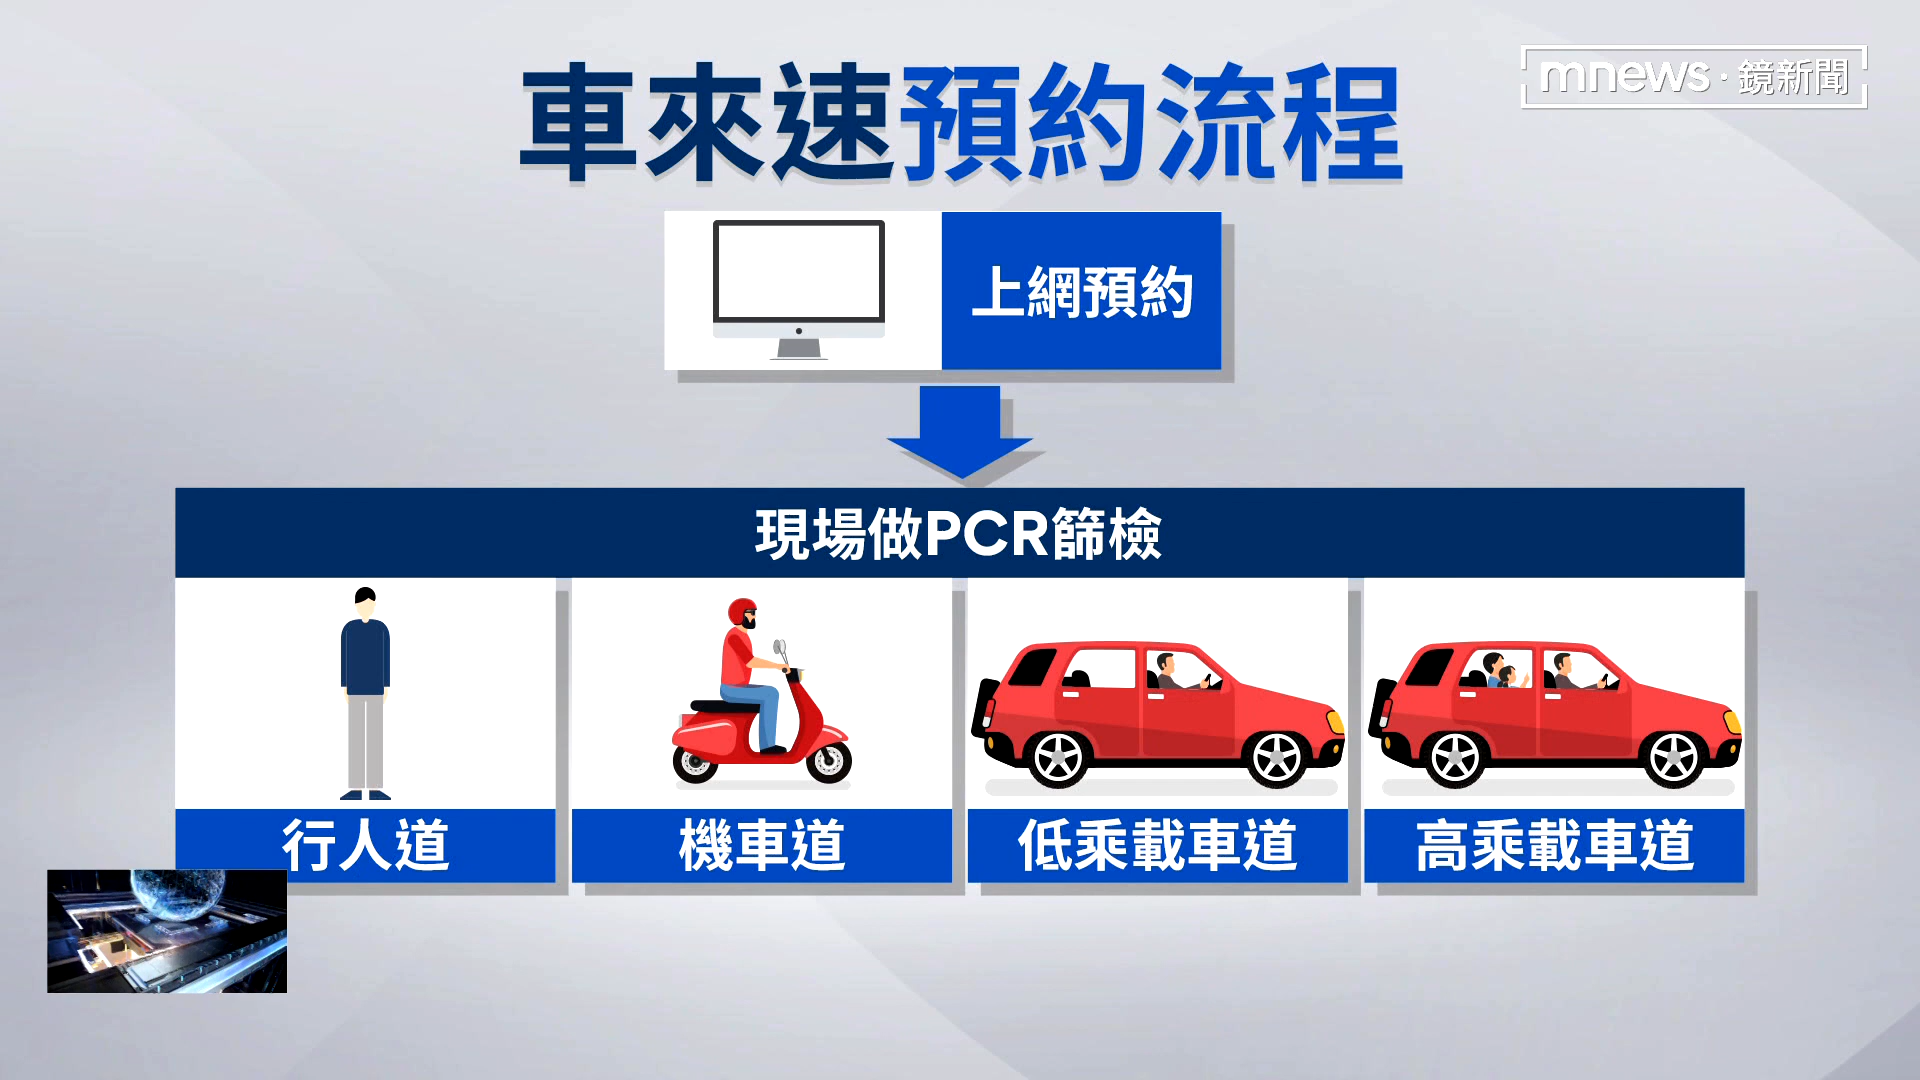 車來速預約流程
mnews·鏡新聞
上網預約
現場做PCR篩檢
行人道
機車道
低乘載車道
高乘載車道